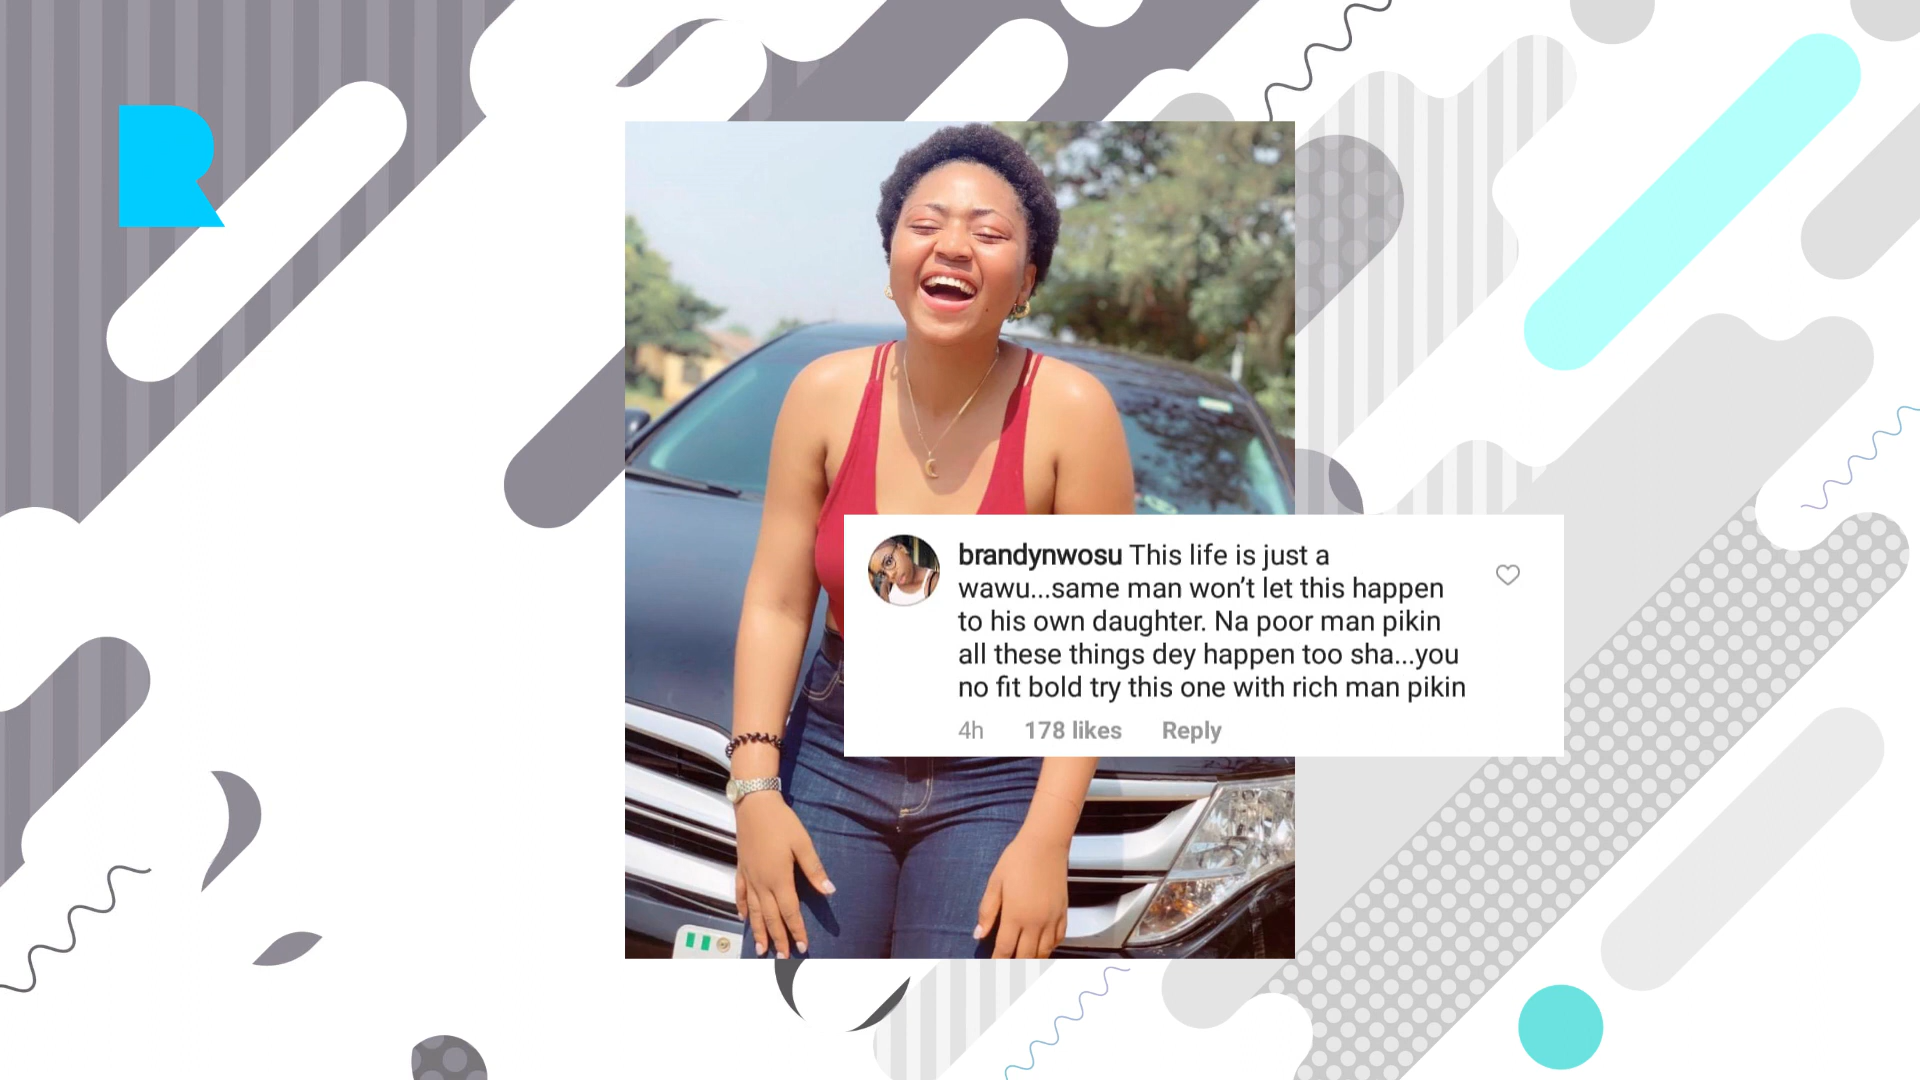 R
brandynwosu This life is just a
wawu...same man won’t let this happen
to his own daughter. Na poor man pikin
all these things dey happen too sha...you
no fit bold try this one with rich man pikin
4h 178 likes Reply